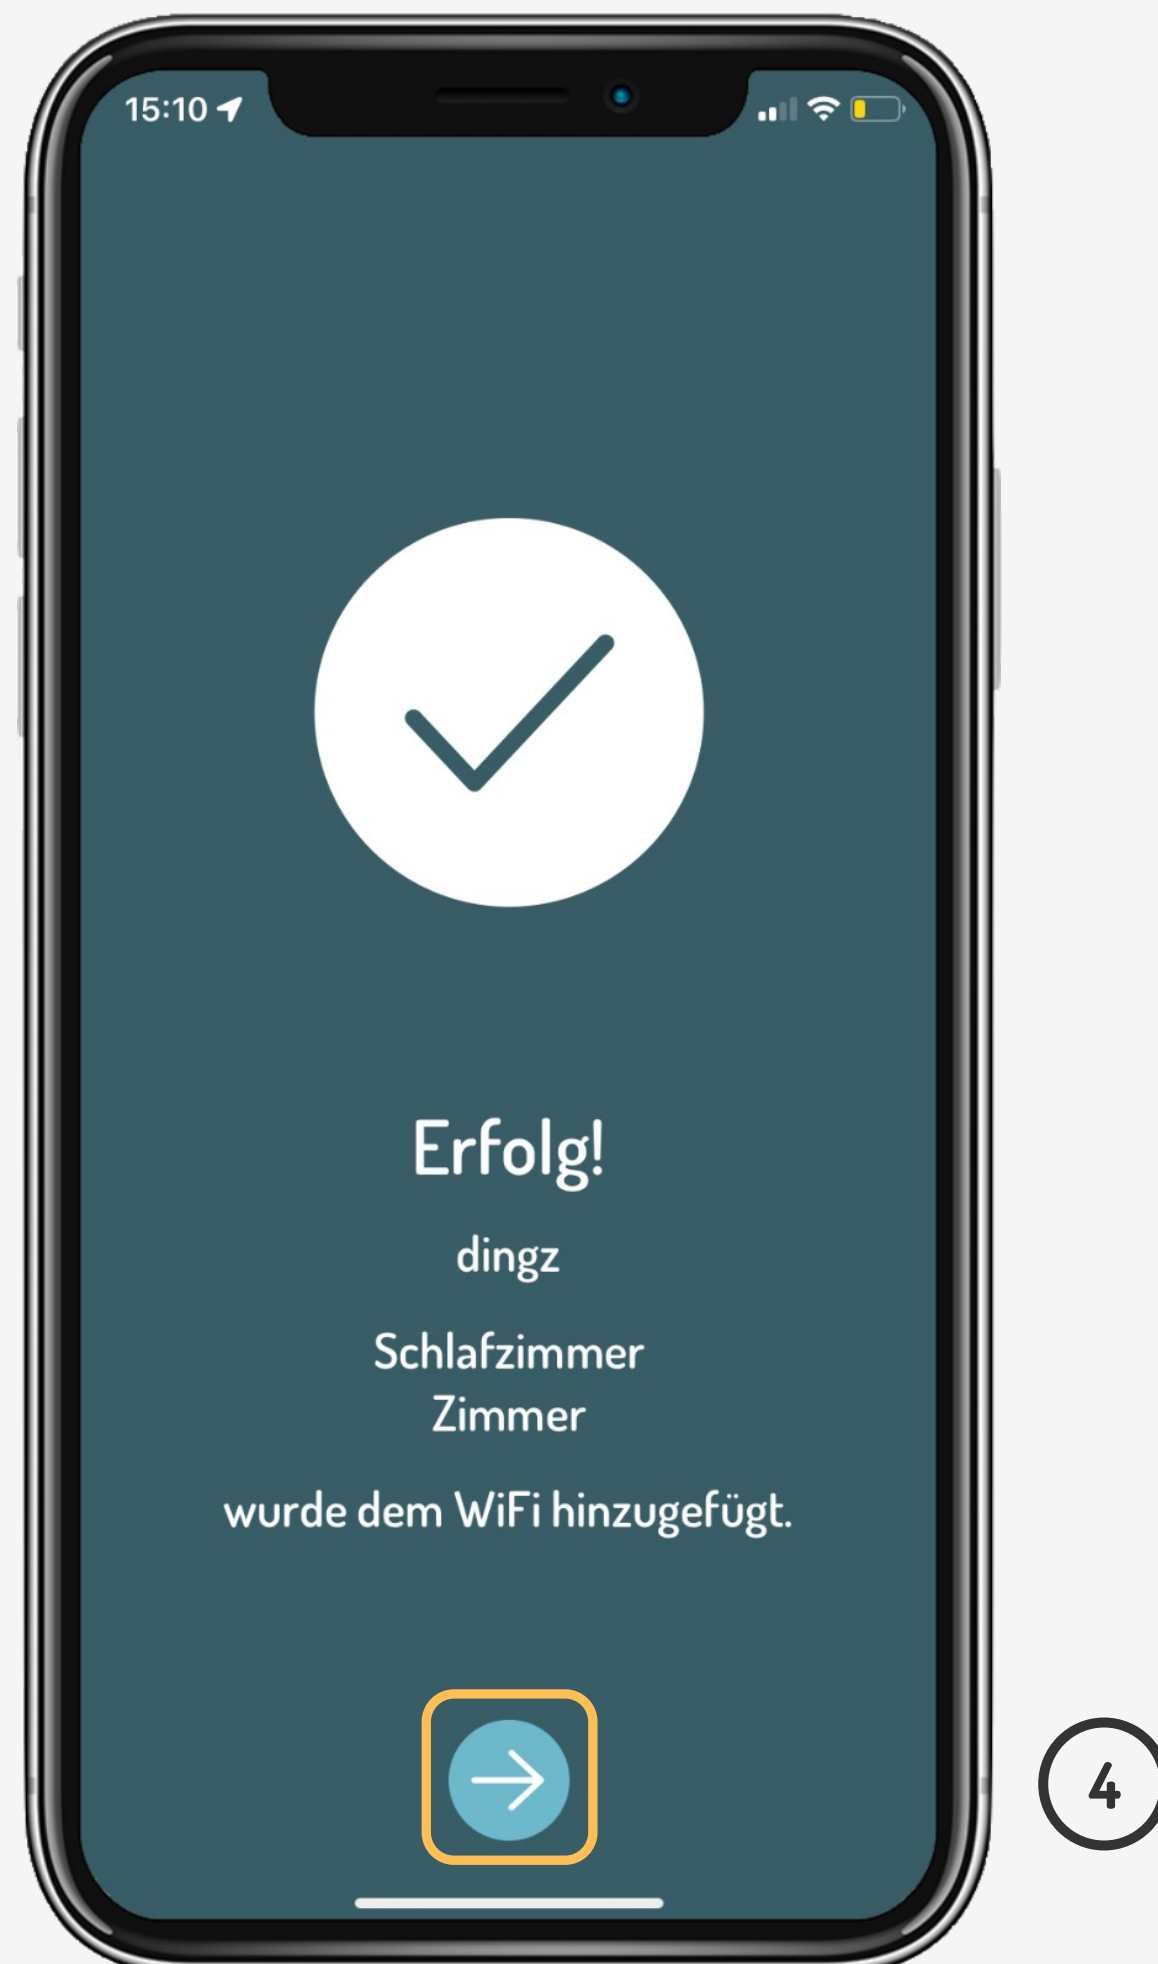 15:10
Erfolg!
dingz
Schlafzimmer
Zimmer
wurde dem WiFi hinzugefügt.
4